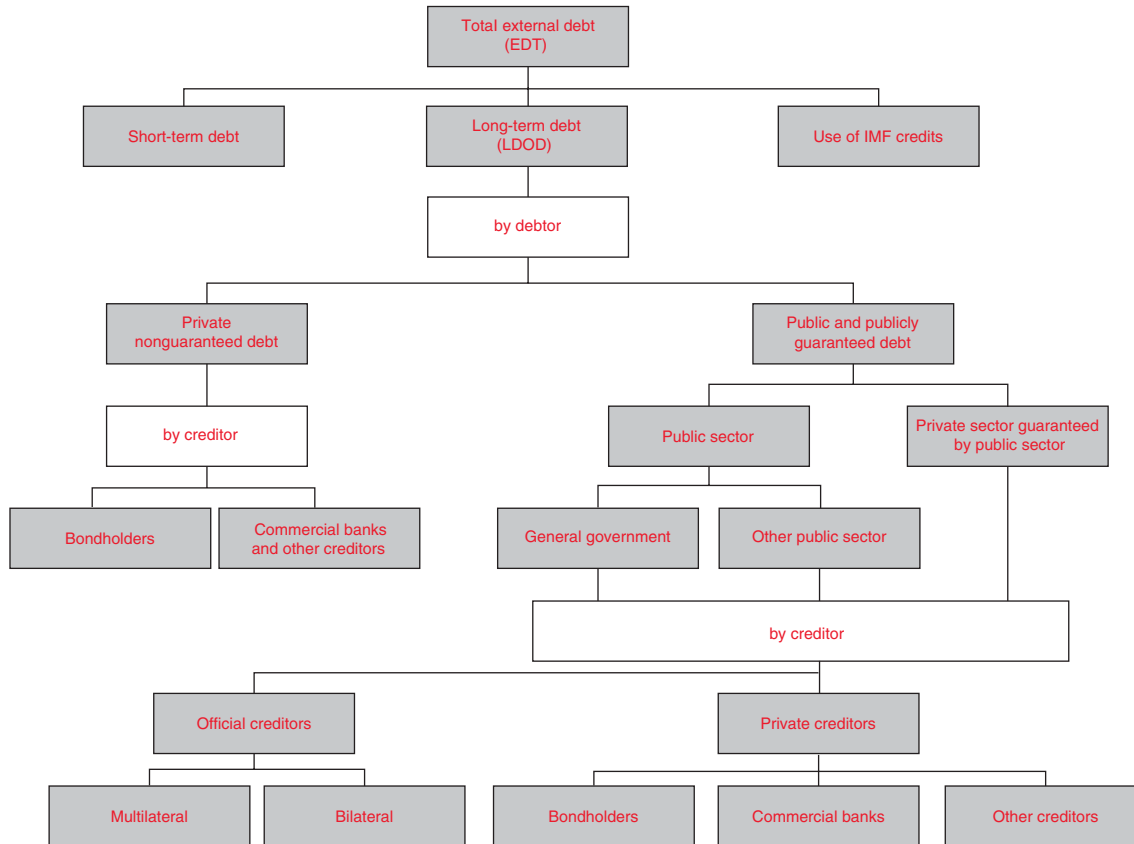 Total external debt
(EDT)
Short-term debt
Long-term debt
(LDOD)
Use of IMF credits
by debtor
Private
nonguaranteed debt
Public and publicly
guaranteed debt
by creditor
Public sector
Private sector guaranteed
by public sector
Bondholders
Commercial banks
and other creditors
General government
Other public sector
by creditor
Official creditors
Private creditors
Multilateral
Bilateral
Bondholders
Commercial banks
Other creditors